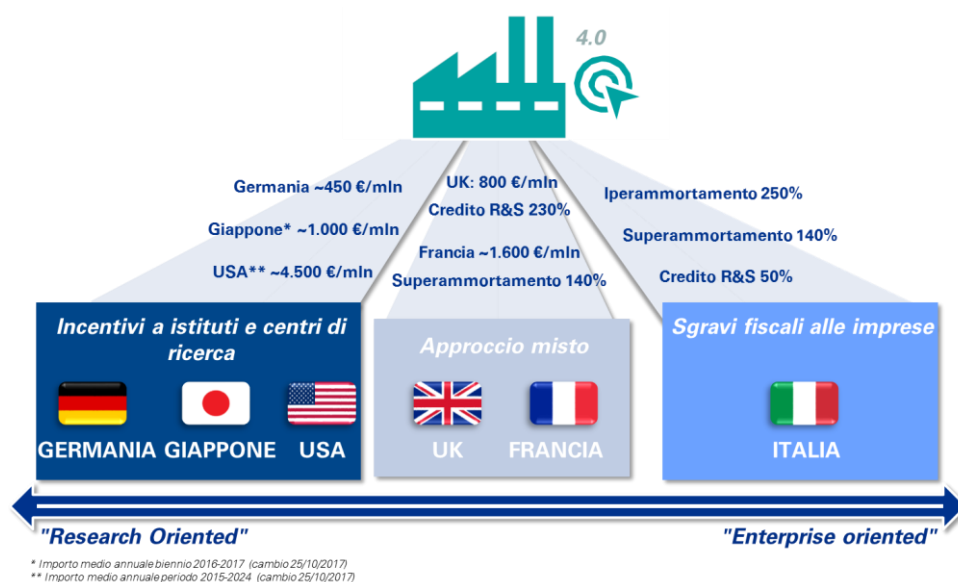 4.0
Germania ~450 €/mln
Giappone* ~1.000 €/mln
USA** ~4.500 €/mln
UK: 800 €/mln
Credito R&S 230%
Francia ~1.600 €/mln
Superammortamento 140%
Iperammortamento 250%
Superammortamento 140%
Credito R&S 50%
Incentivi a istituti e centri di
ricerca
GERMANIA GIAPPONE USA
Approccio misto
UK FRANCIA
Sgravi fiscali alle imprese
ITALIA
"Research Oriented"
"Enterprise oriented"
* Importo medio annuale biennio 2016-2017 (cambio 25/10/2017)
** Importo medio annuale periodo 2015-2024 (cambio 25/10/2017)